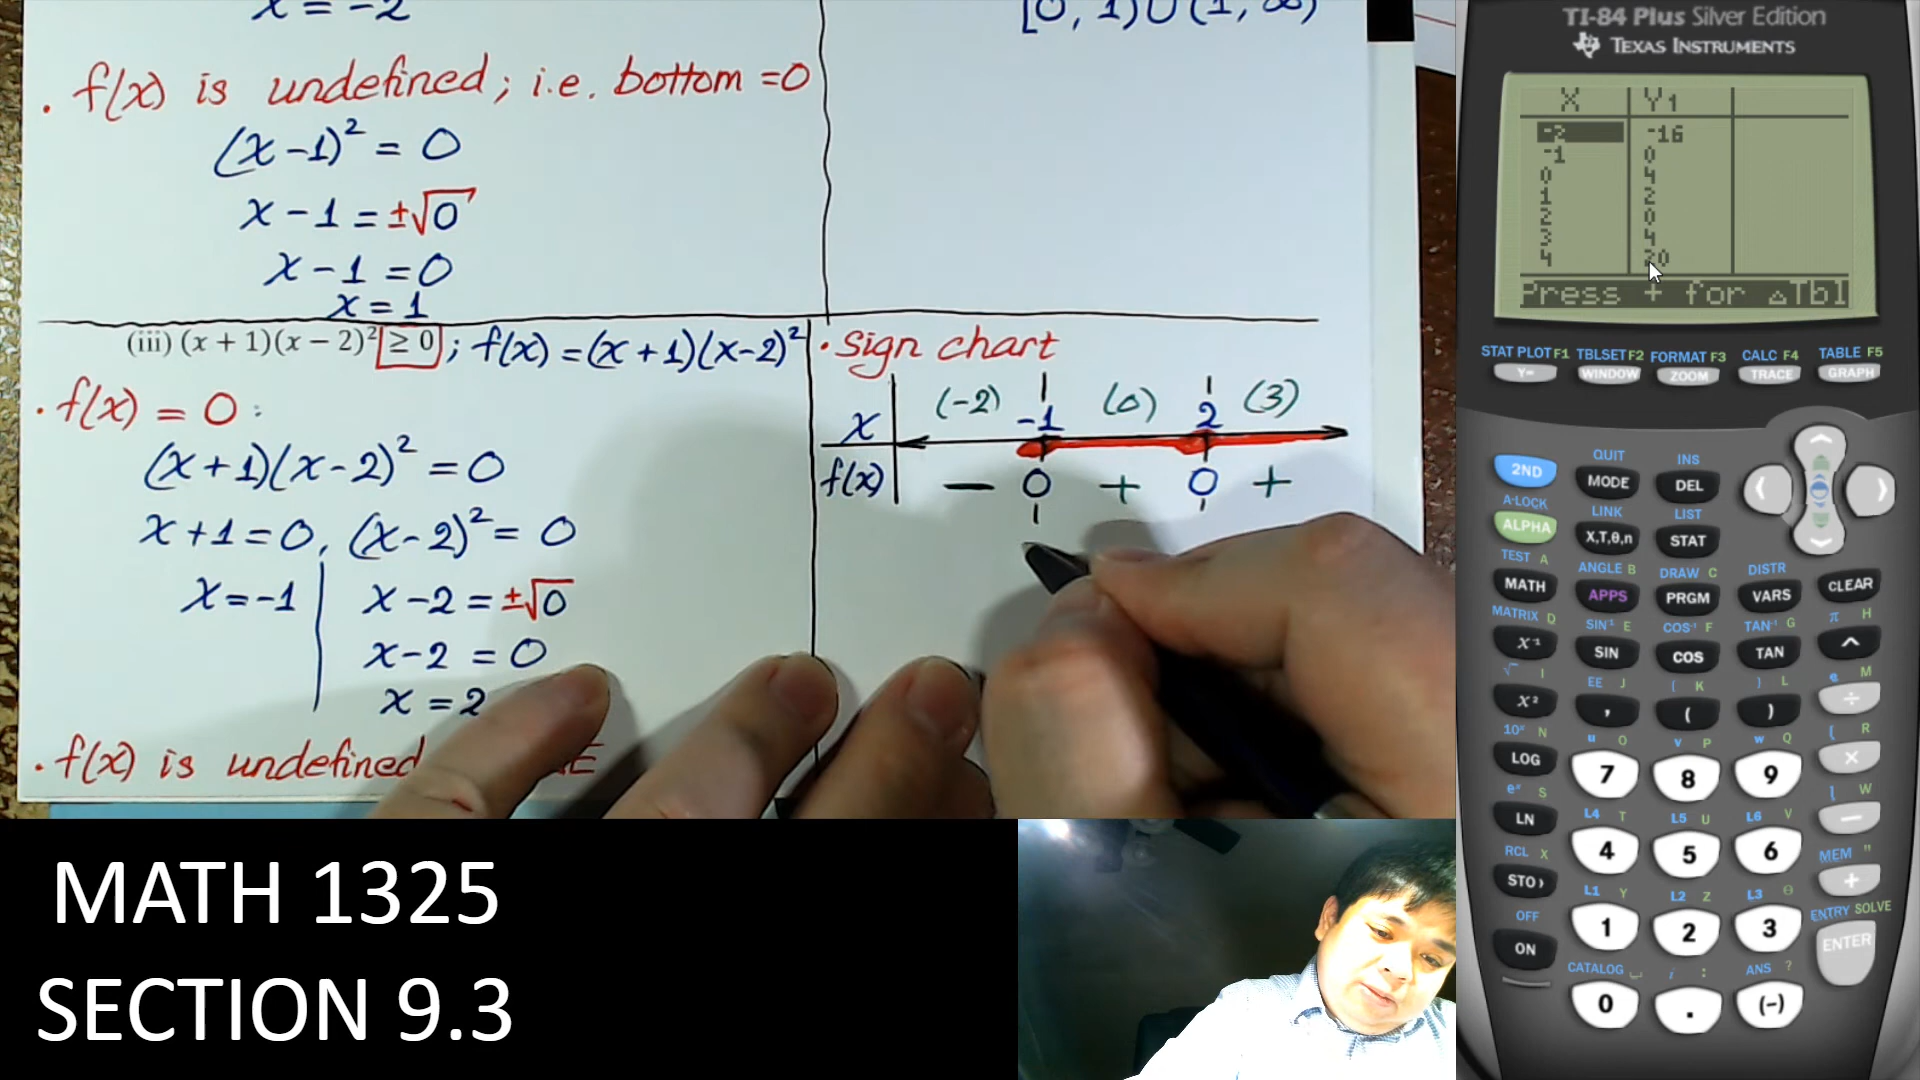 x = -2
[0, 1) ∪ (1, ∞)
. f(x) is undefined; i.e. bottom = 0
(x - 1)² = 0
x - 1 = ±√0
x - 1 = 0
x = 1
(iii) (x + 1)(x − 2)² ≥ 0 ; f(x) = (x + 1)(x - 2)²
. f(x) = 0 :
(x + 1)(x - 2)² = 0
x + 1 = 0, (x - 2)² = 0
x = -1
x - 2 = ±√0
x - 2 = 0
x = 2
. f(x) is undefined
. sign chart
x (-2) -1 (0) 2 (3)
f(x) — 0 + 0 +
MATH 1325
SECTION 9.3
TI-84 Plus Silver Edition
TEXAS INSTRUMENTS
X Y1
-2 -16
-1 0
0 4
1 2
2 0
3 4
4 20
Press + for △Tbl
STAT PLOT F1 TBLSET F2 FORMAT F3 CALC F4 TABLE F5
Y= WINDOW ZOOM TRACE GRAPH
QUIT INS
2ND MODE DEL
A-LOCK LINK LIST
ALPHA X,T,θ,n STAT
TEST A ANGLE B DRAW C DISTR
MATH APPS PRGM VARS CLEAR
MATRIX D SIN⁻¹ E COS⁻¹ F TAN⁻¹ G π H
x⁻¹ SIN COS TAN ^
√ I EE J { K } L e M
x² , ( ) ÷
10ˣ N u O v P w Q [ R
LOG 7 8 9 ×
eˣ S L4 T L5 U L6 V ] W
LN 4 5 6 −
RCL X L1 Y L2 Z L3 θ MEM "
STO› 1 2 3 +
OFF CATALOG ⎵ i : ANS ? ENTRY SOLVE
ON 0 . (-) ENTER